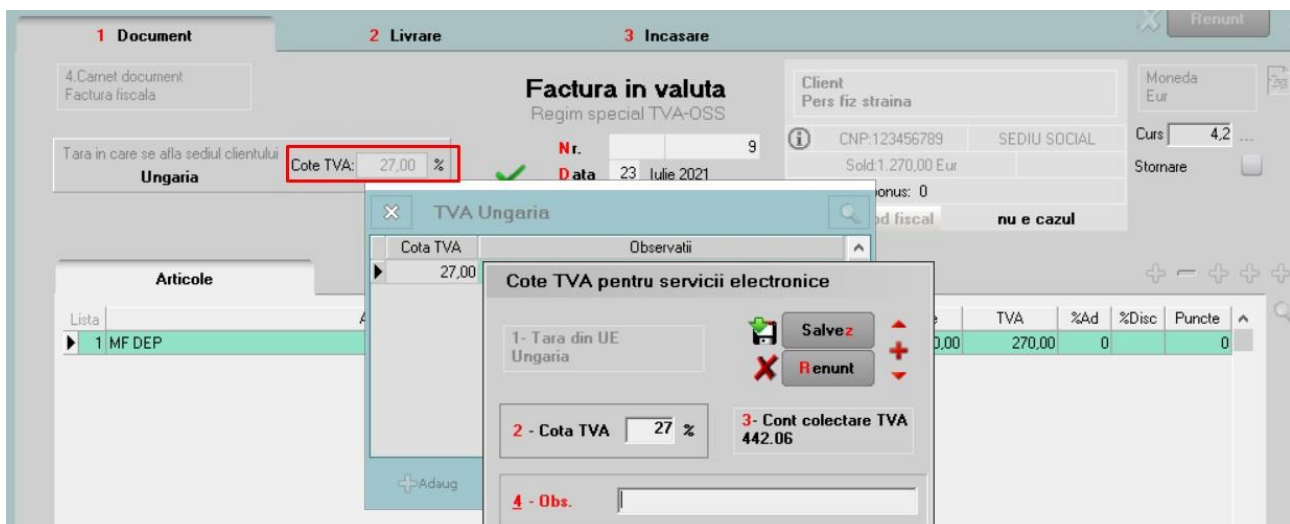 Renunt
1 Document
2 Livrare
3 Incasare
4.Carnet document
Factura fiscala
Factura in valuta
Regim special TVA-OSS
Client
Pers fiz straina
Moneda
Eur
Tara in care se afla sediul clientului
Ungaria
Cote TVA: 27,00 %
Nr. 9
Data 23 Iulie 2021
CNP:123456789 SEDIU SOCIAL
Sold:1.270,00 Eur
bonus: 0
od fiscal nu e cazul
Curs 4,2 ...
Stornare
TVA Ungaria
Cota TVA Observatii
27,00
Adaug
Articole
Lista
TVA %Ad %Disc Puncte
1 MF DEP
0,00 270,00 0 0
Cote TVA pentru servicii electronice
1- Tara din UE
Ungaria
Salvez
Renunt
2 - Cota TVA 27 %
3- Cont colectare TVA
442.06
4 - Obs.